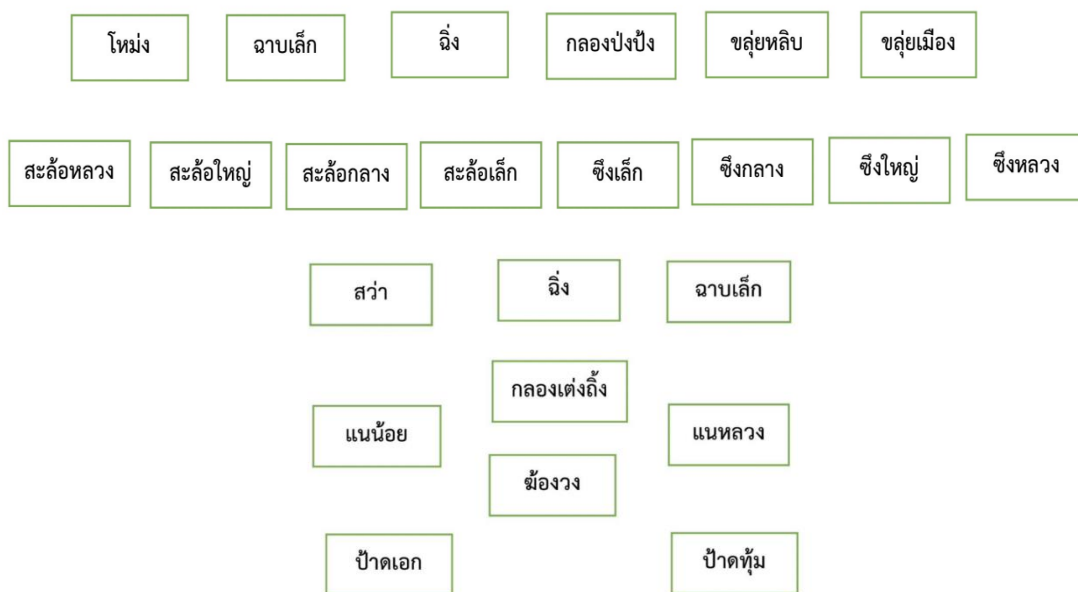 โหม่ง ฉาบเล็ก ฉิ่ง กลองป่งป้ง ขลุ่ยหลิบ ขลุ่ยเมือง
สะล้อหลวง สะล้อใหญ่ สะล้อกลาง สะล้อเล็ก ซึงเล็ก ซึงกลาง ซึงใหญ่ ซึงหลวง
สว่า ฉิ่ง ฉาบเล็ก
กลองเต่งถิ้ง
แนน้อย แนหลวง
ฆ้องวง
ป้าดเอก ป้าดทุ้ม